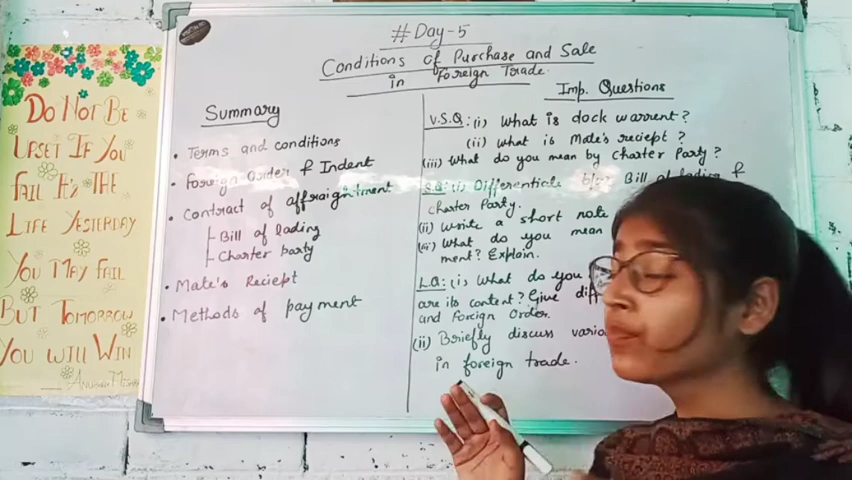 Do Not Be
Upset If You
Fail It's The
Life Yesterday
You May Fail
But Tomorrow
You will Win
# Day-5
Conditions of Purchase and Sale
in Foreign Trade.
Summary
• Terms and conditions
• Foreign Order & Indent
• Contract of affraightment
Bill of lading
Charter party
• Mate's Reciept
• Methods of payment
Imp. Questions
V.S.Q.: (i) What is dock warrent?
(ii) What is Mate's reciept?
(iii) What do you mean by Charter Party?
S.Q: (i) Differentiate b/w Bill of lading &
Charter Party.
(ii) Write a short note
(iii) What do you mean
ment? Explain.
L.Q: (i) What do you
are its content? Give diff
and Foreign Order.
(ii) Briefly discuss vario
in foreign trade.